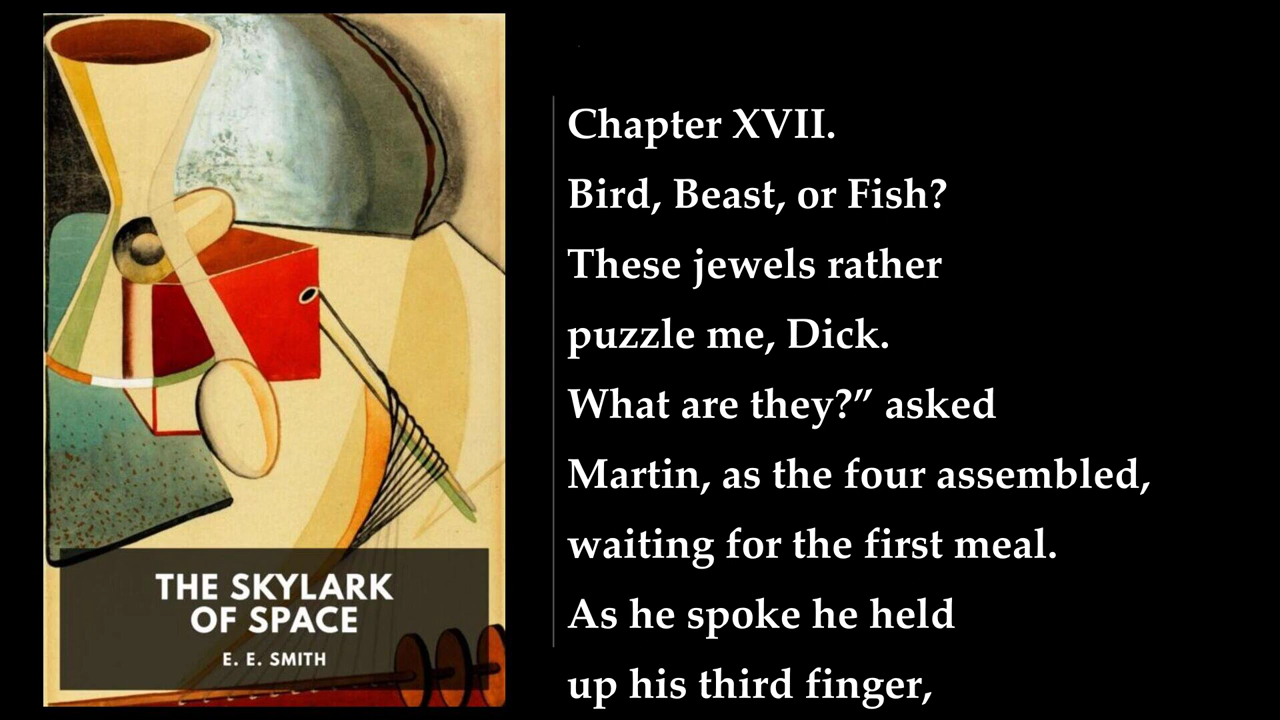 THE SKYLARK
OF SPACE
E. E. SMITH
Chapter XVII.
Bird, Beast, or Fish?
These jewels rather
puzzle me, Dick.
What are they?” asked
Martin, as the four assembled,
waiting for the first meal.
As he spoke he held
up his third finger,